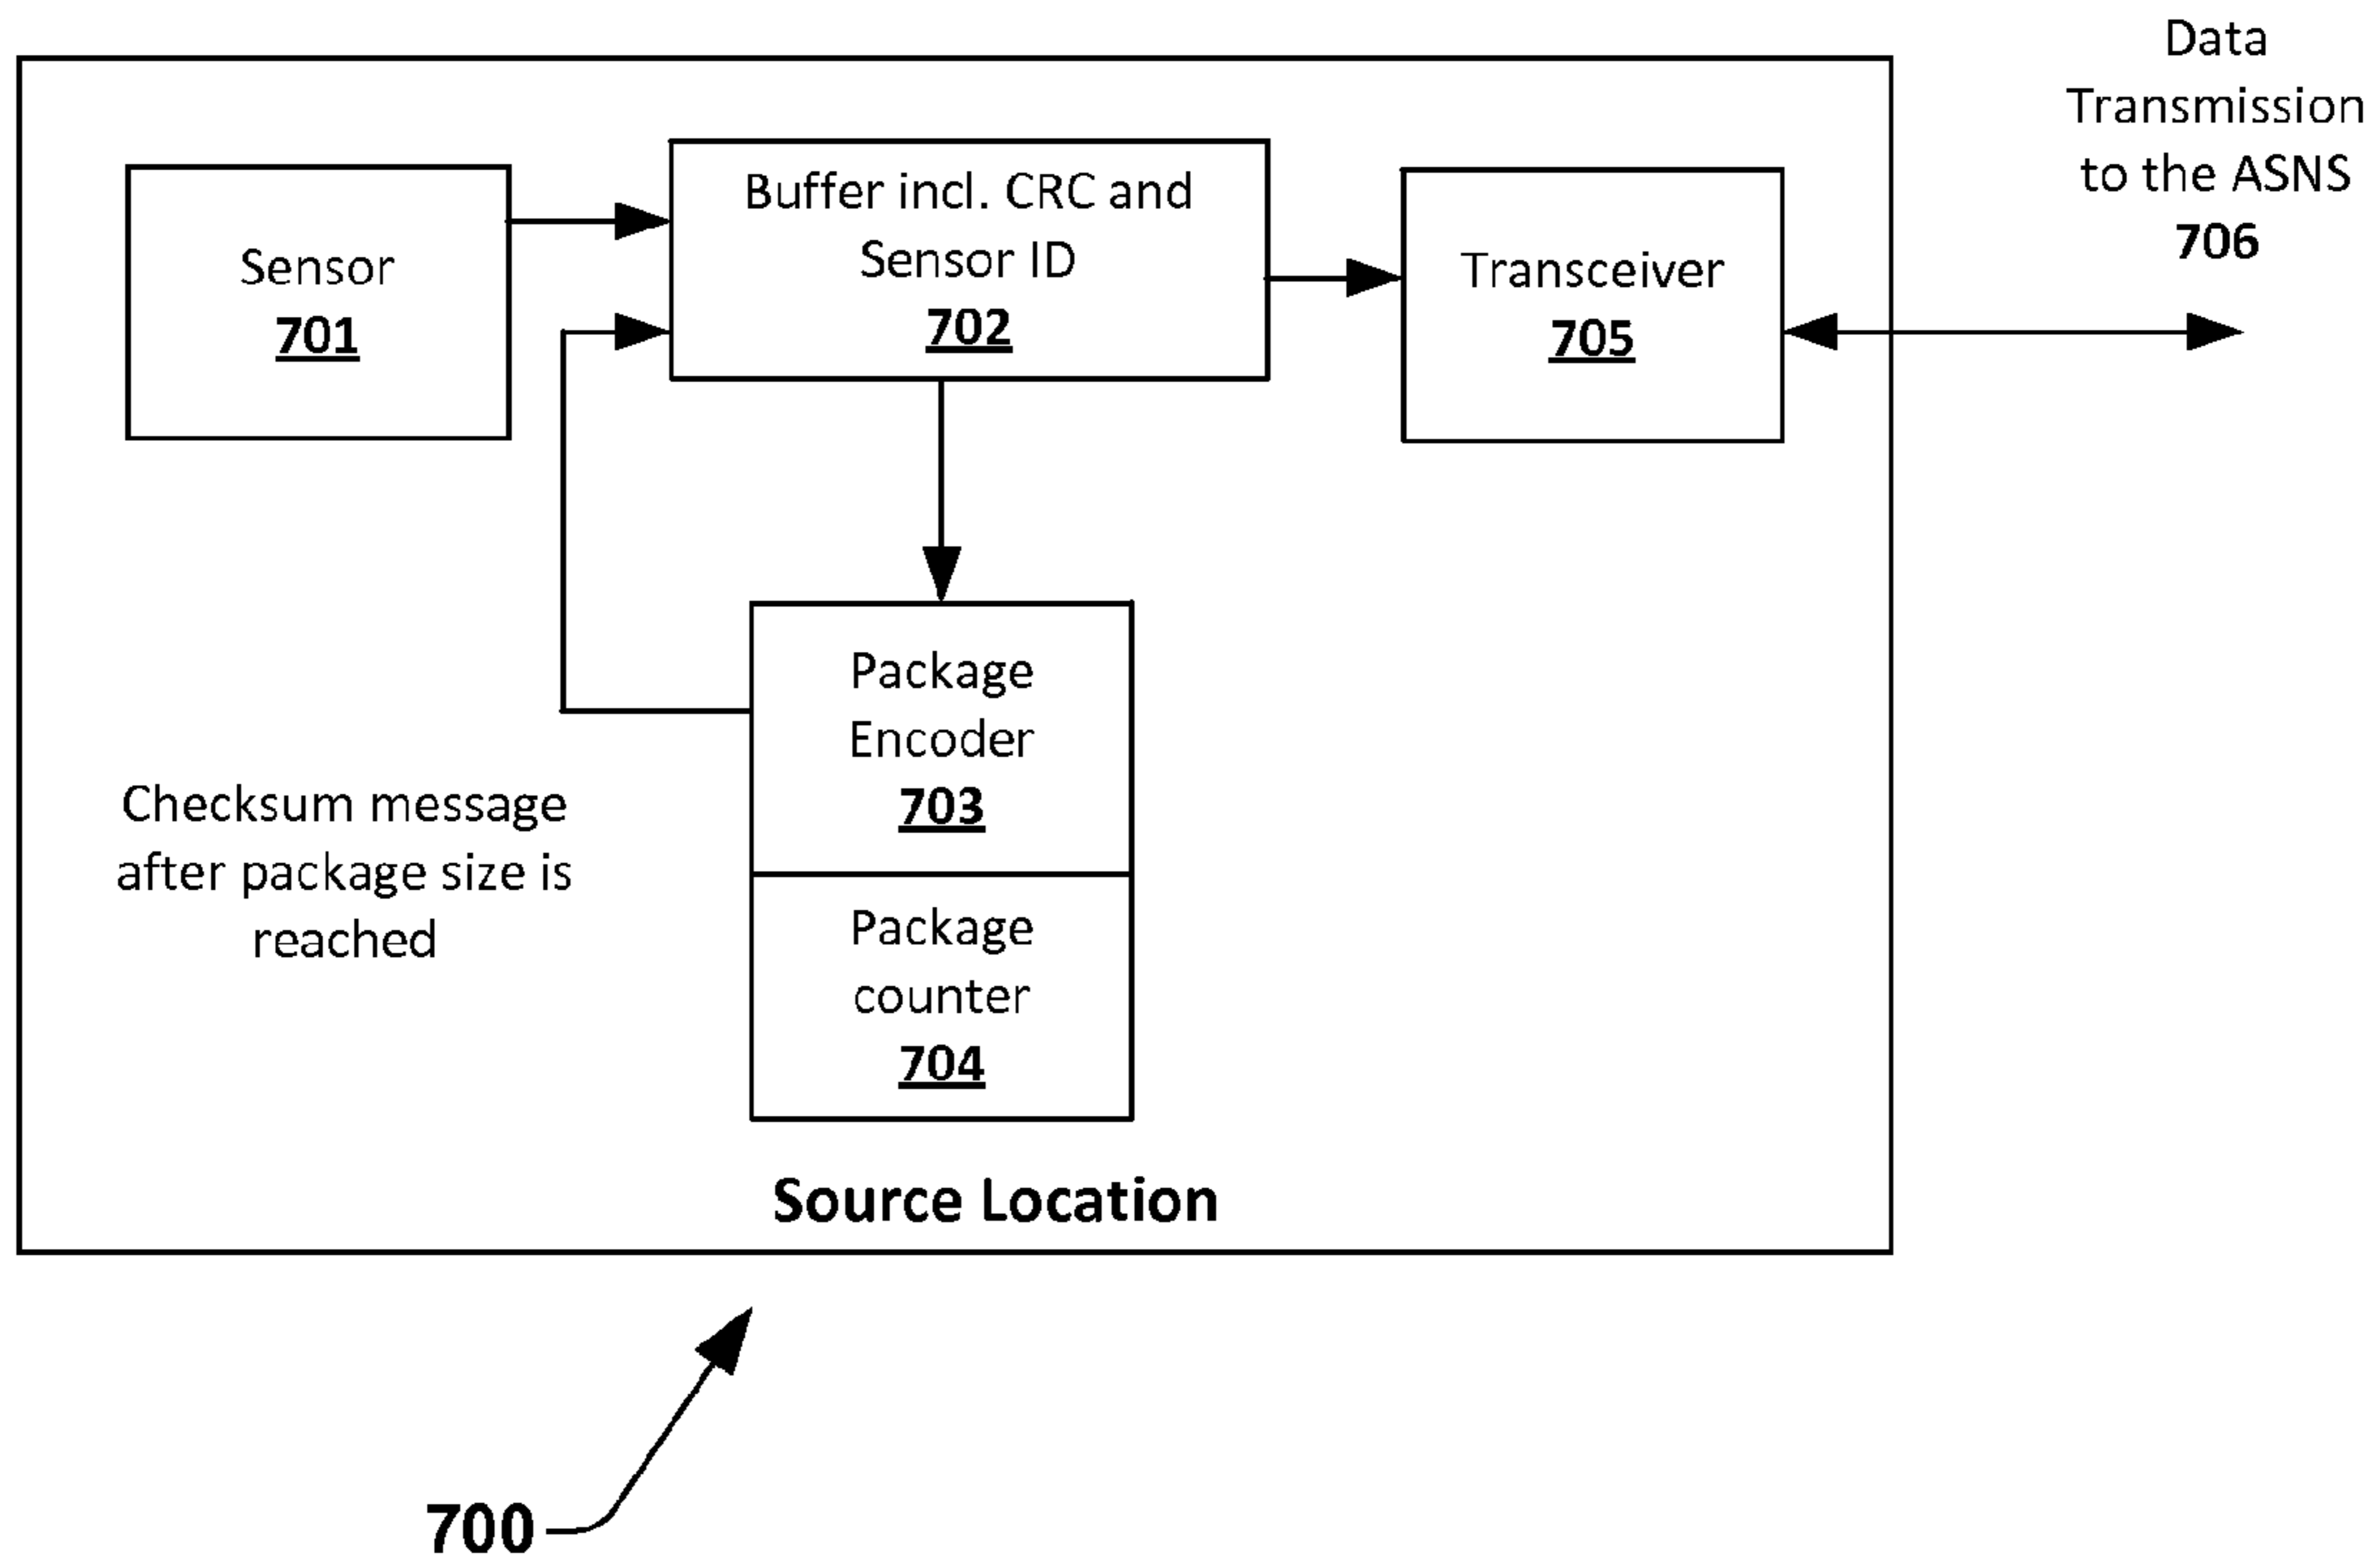 Data
Transmission
to the ASNS
706
Sensor
701
Buffer incl. CRC and
Sensor ID
702
Transceiver
705
Package
Encoder
703
Checksum message
after package size is
reached
Package
counter
704
Source Location
700